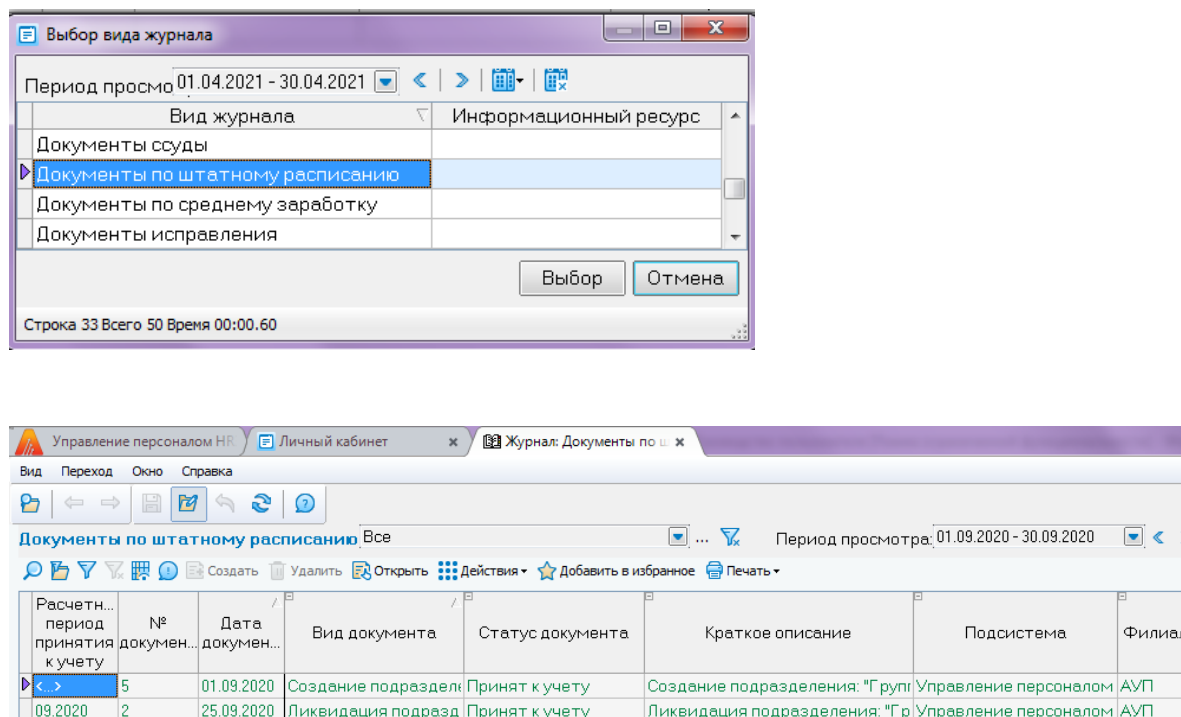 Выбор вида журнала
Период просмо 01.04.2021 - 30.04.2021
Вид журнала Информационный ресурс
Документы ссуды
Документы по штатному расписанию
Документы по среднему заработку
Документы исправления
Выбор Отмена
Строка 33 Всего 50 Время 00:00.60
Управление персоналом HR Личный кабинет Журнал: Документы по ш
Вид Переход Окно Справка
Документы по штатному расписанию Все ... Период просмотра: 01.09.2020 - 30.09.2020
Создать Удалить Открыть Действия Добавить в избранное Печать
Расчетн... период принятия к учету № докумен... Дата докумен... Вид документа Статус документа Краткое описание Подсистема Филиал
<...> 5 01.09.2020 Создание подразделе Принят к учету Создание подразделения: "Групп Управление персоналом АУП
09.2020 2 25.09.2020 Ликвидация подразд Принят к учету Ликвидация подразделения: "Гр Управление персоналом АУП